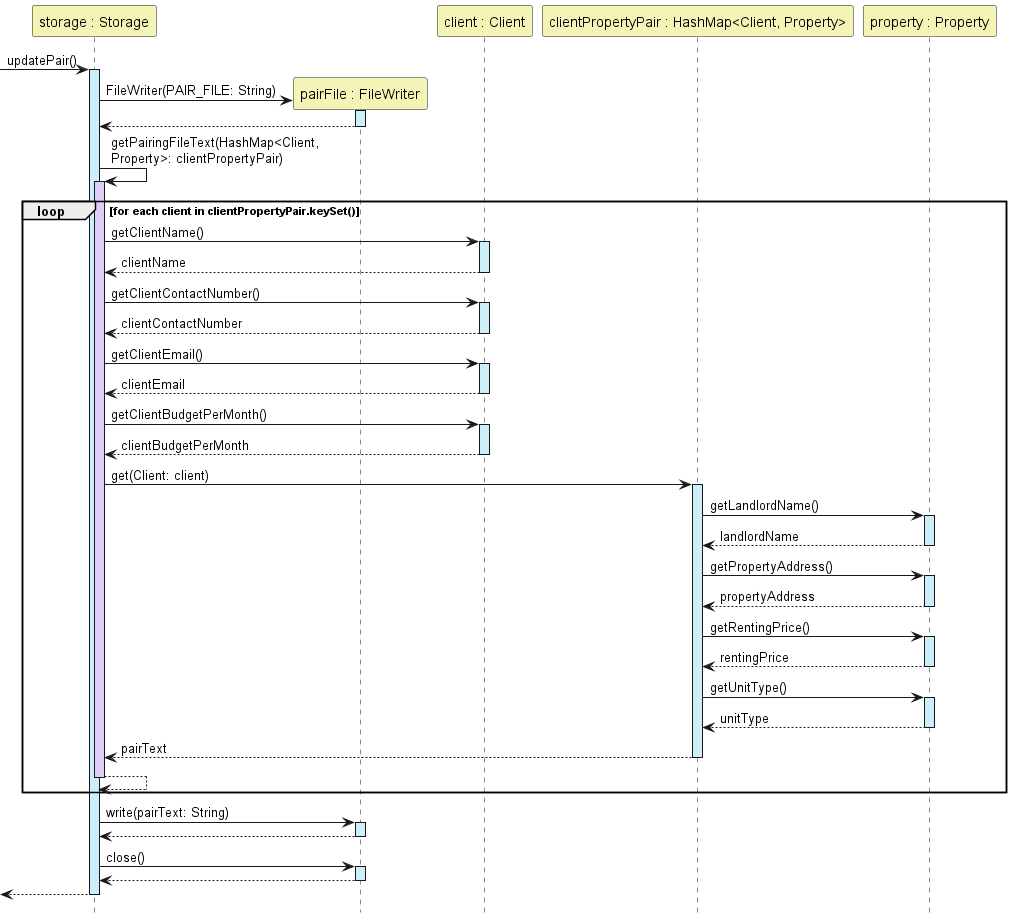 storage : Storage
client : Client
clientPropertyPair : HashMap<Client, Property>
property : Property
updatePair()
FileWriter(PAIR_FILE: String)
pairFile : FileWriter
getPairingFileText(HashMap<Client,
Property>: clientPropertyPair)
loop
[for each client in clientPropertyPair.keySet()]
getClientName()
clientName
getClientContactNumber()
clientContactNumber
getClientEmail()
clientEmail
getClientBudgetPerMonth()
clientBudgetPerMonth
get(Client: client)
getLandlordName()
landlordName
getPropertyAddress()
propertyAddress
getRentingPrice()
rentingPrice
getUnitType()
unitType
pairText
write(pairText: String)
close()